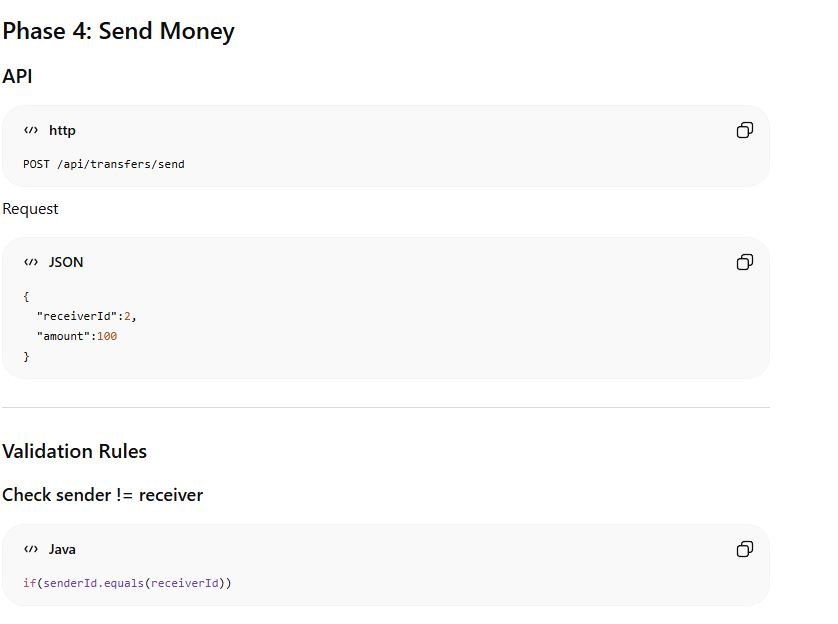 Phase 4: Send Money
API
http
POST /api/transfers/send
Request
JSON
{
"receiverId":2,
"amount":100
}
Validation Rules
Check sender != receiver
Java
if(senderId.equals(receiverId))